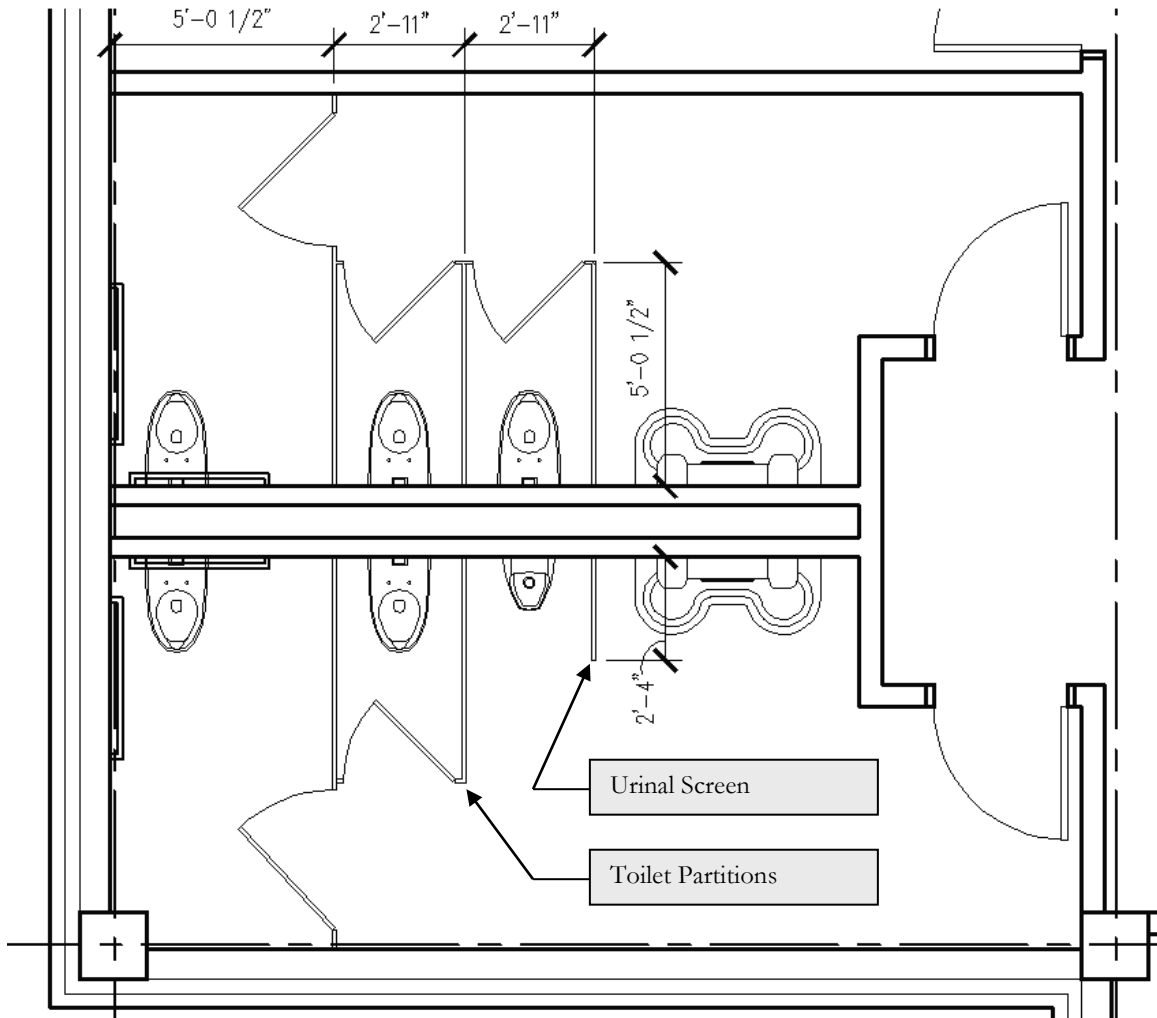 5’-0 1/2”
2’-11”
2’-11”
5’-0 1/2”
2’-4”
Urinal Screen
Toilet Partitions